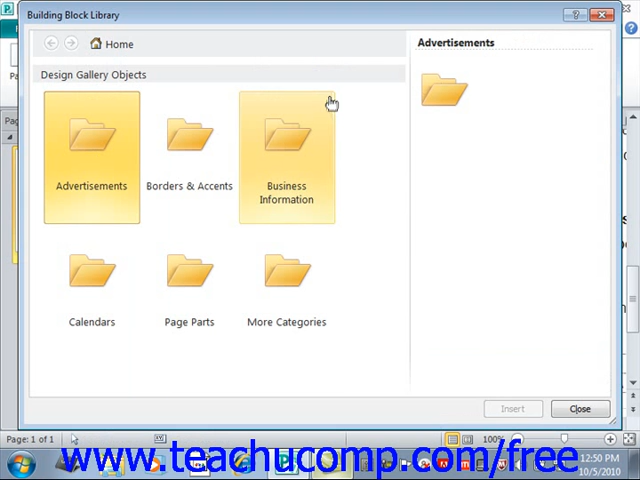 Building Block Library
Home
Design Gallery Objects
Advertisements
Borders & Accents
Business
Information
Calendars
Page Parts
More Categories
Advertisements
Insert
Close
Page: 1 of 1
100%
www.teachucomp.com/free
12:50 PM
10/5/2010